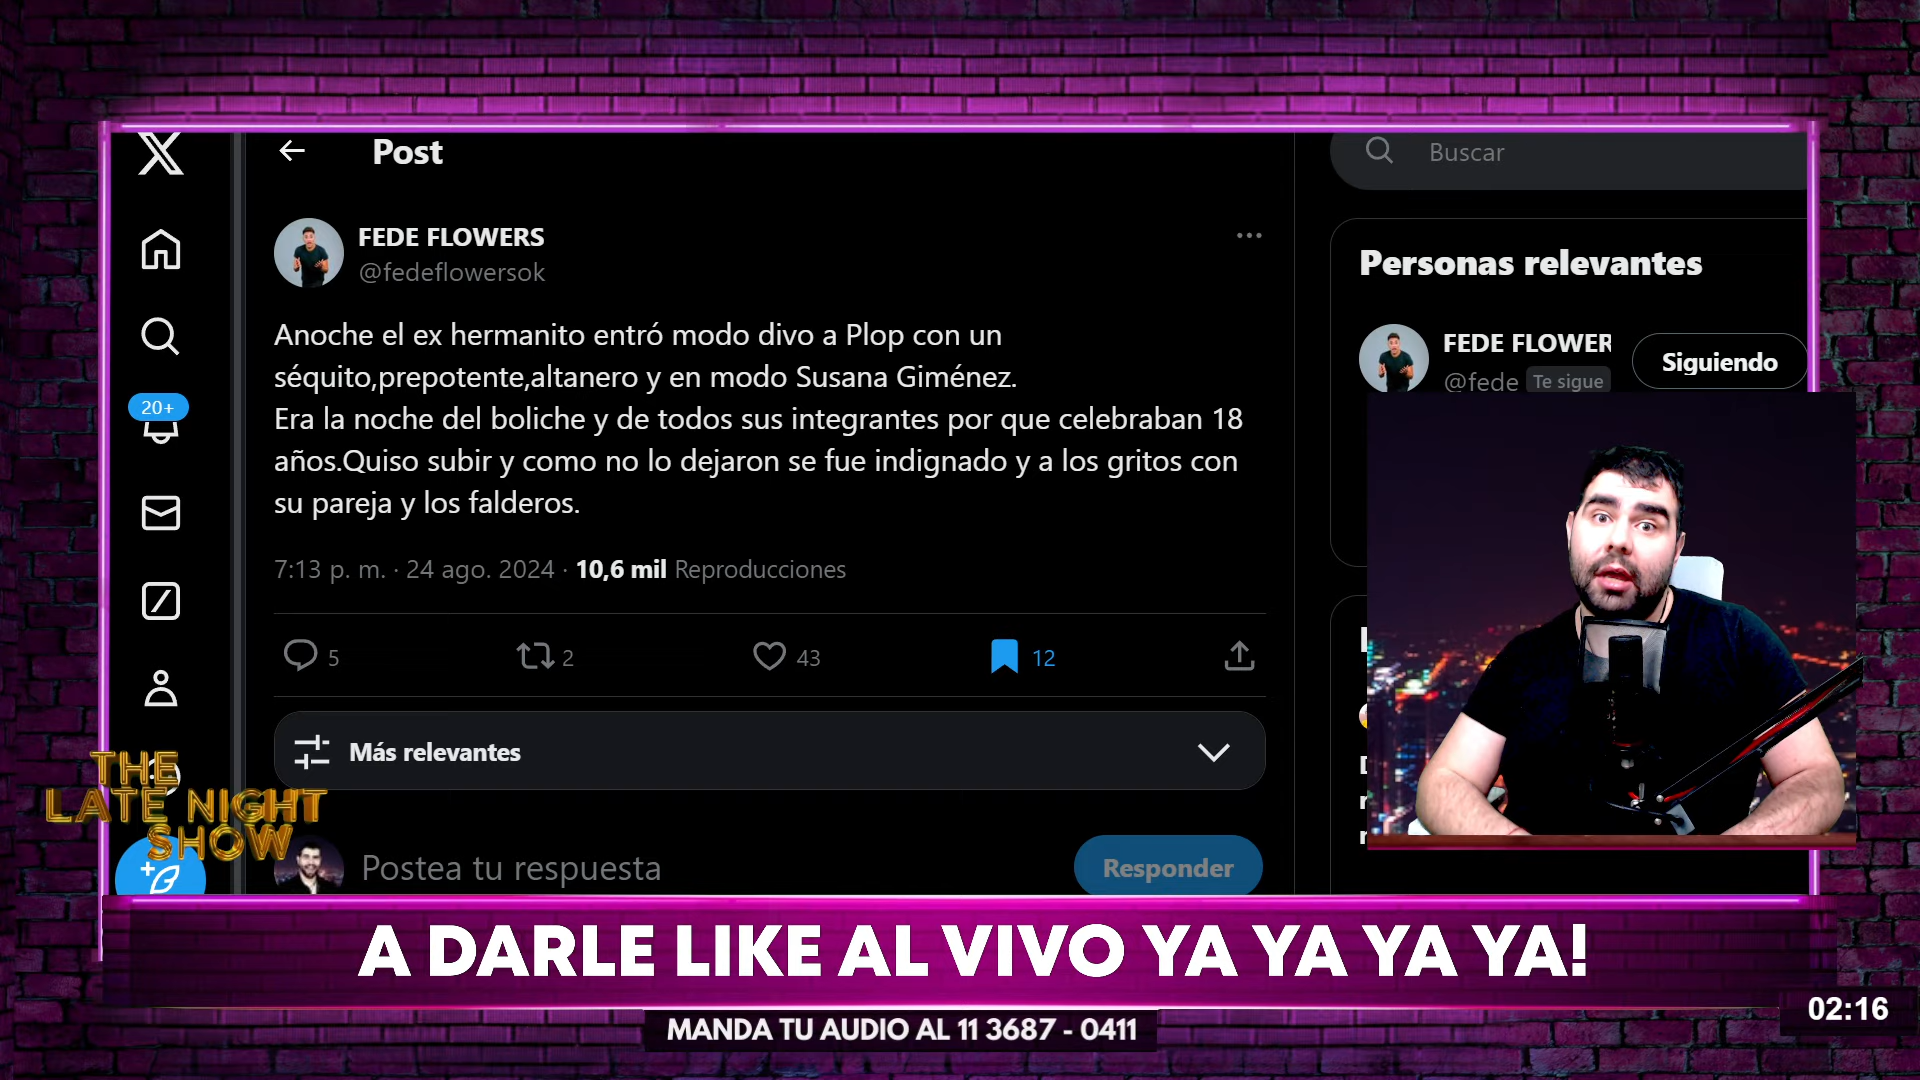 Post
Buscar
FEDE FLOWERS
@fedeflowersok
Anoche el ex hermanito entró modo divo a Plop con un
séquito,prepotente,altanero y en modo Susana Giménez.
Era la noche del boliche y de todos sus integrantes por que celebraban 18
años.Quiso subir y como no lo dejaron se fue indignado y a los gritos con
su pareja y los falderos.
7:13 p. m. · 24 ago. 2024 · 10,6 mil Reproducciones
5
2
43
12
Más relevantes
Postea tu respuesta
Responder
Personas relevantes
FEDE FLOWER
@fede
Te sigue
Siguiendo
20+
THE
LATE NIGHT
SHOW
A DARLE LIKE AL VIVO YA YA YA YA!
MANDA TU AUDIO AL 11 3687 - 0411
02:16